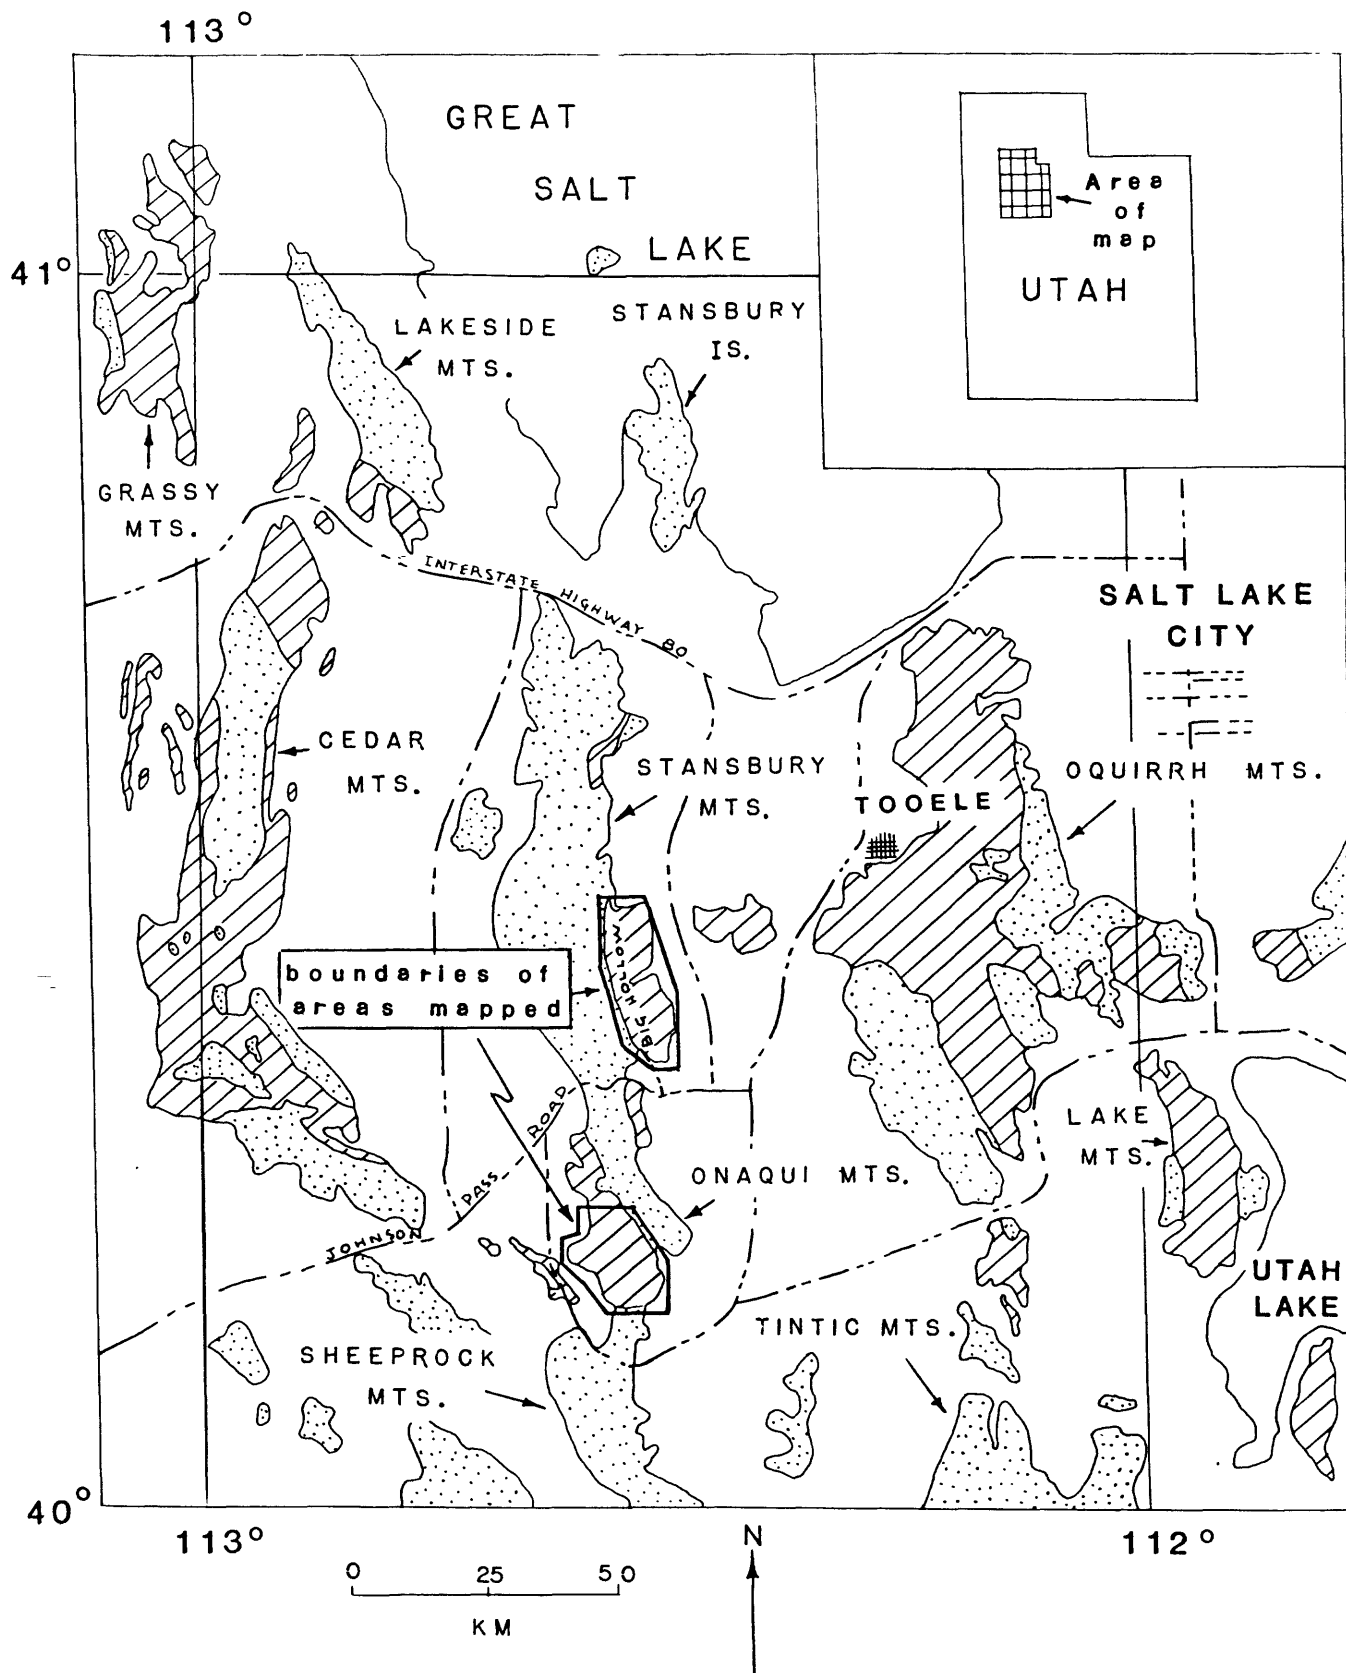 113°
GREAT
SALT
LAKE
41°
Area
of
map
UTAH
LAKESIDE
MTS.
STANSBURY
IS.
GRASSY
MTS.
INTERSTATE HIGHWAY 80
SALT LAKE
CITY
CEDAR
MTS.
STANSBURY
MTS.
TOOELE
OQUIRRH MTS.
BIG HOLLOW
boundaries of
areas mapped
JOHNSON PASS ROAD
ONAQUI MTS.
LAKE
MTS.
UTAH
LAKE
TINTIC MTS.
SHEEPROCK
MTS.
40°
113°
N
112°
0 25 50
KM